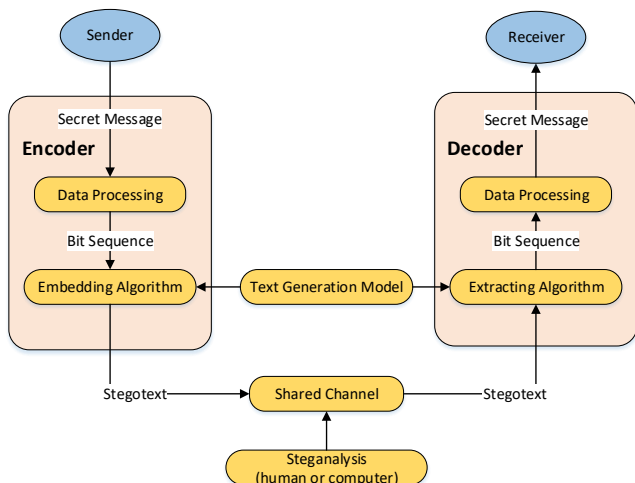 Sender
Receiver
Secret Message
Secret Message
Encoder
Decoder
Data Processing
Data Processing
Bit Sequence
Bit Sequence
Embedding Algorithm
Text Generation Model
Extracting Algorithm
Stegotext
Shared Channel
Stegotext
Steganalysis
(human or computer)